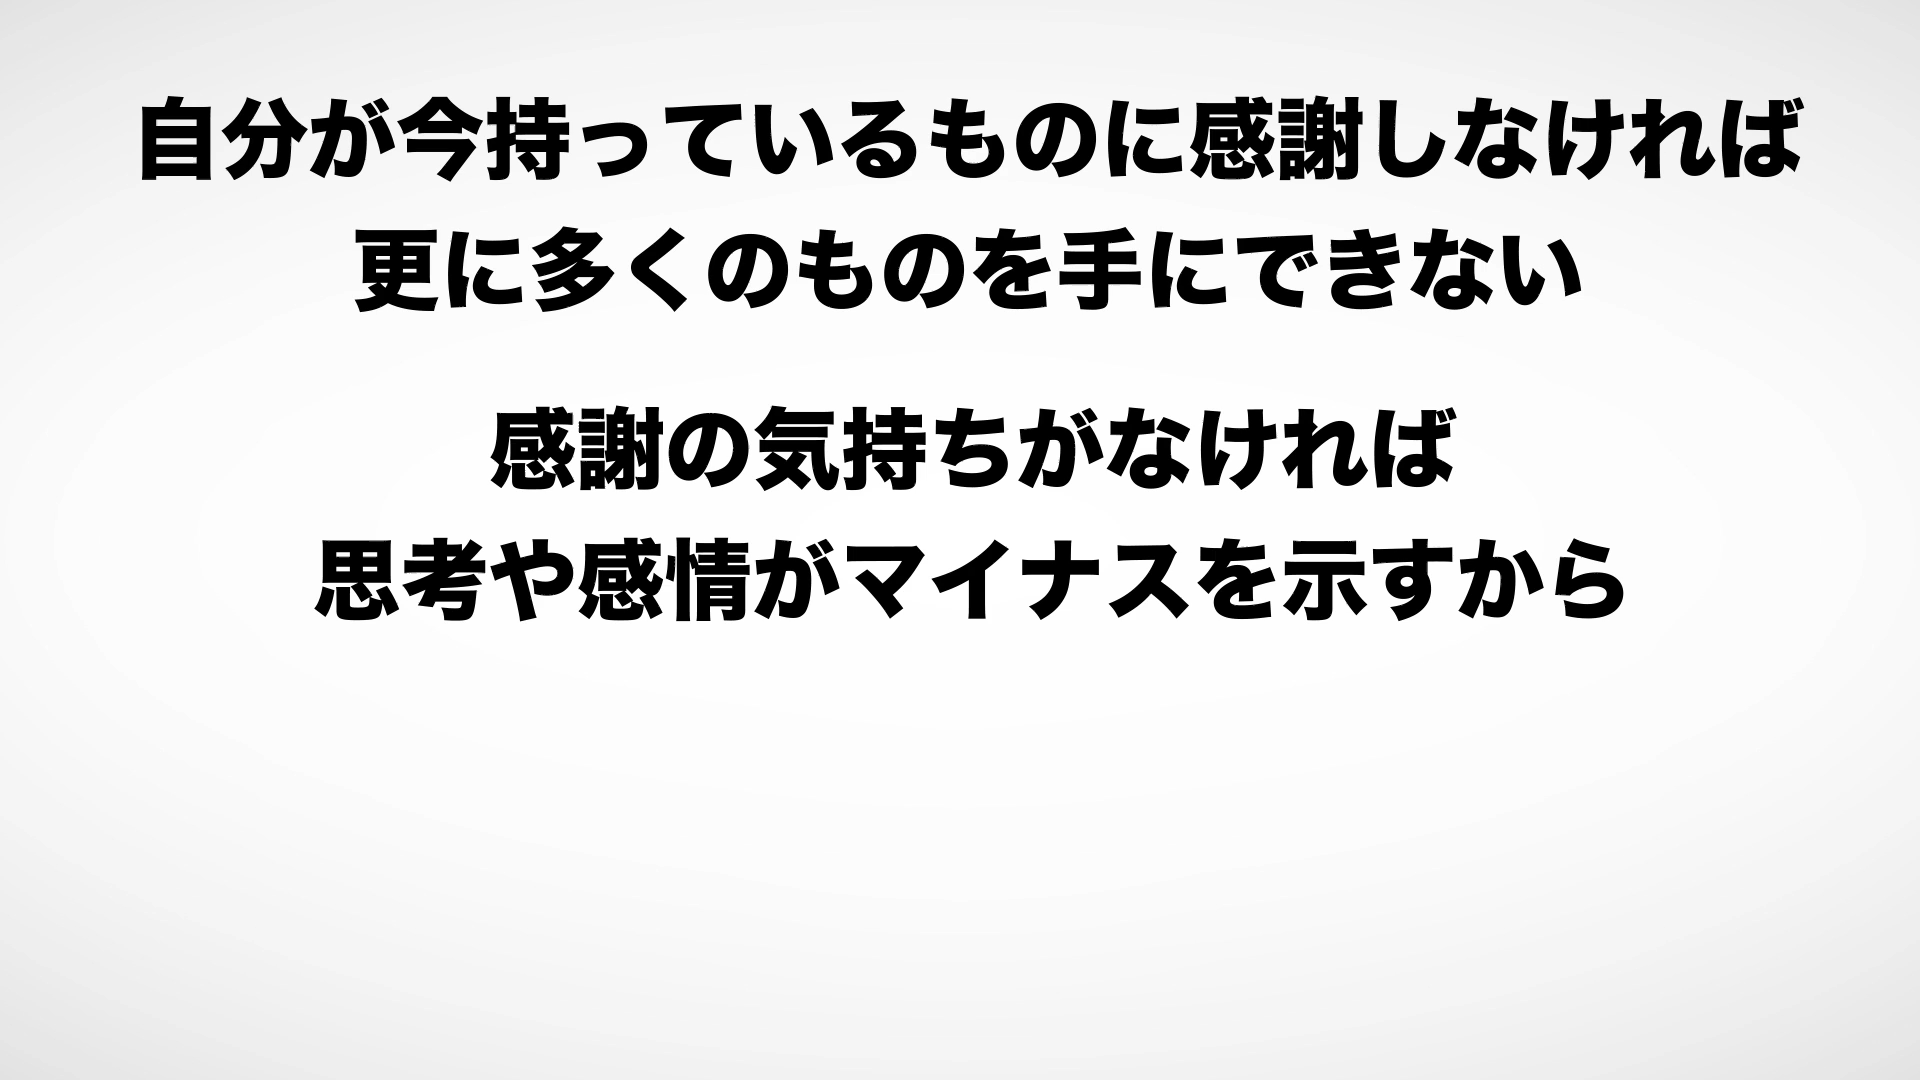 自分が今持っているものに感謝しなければ
更に多くのものを手にできない
感謝の気持ちがなければ
思考や感情がマイナスを示すから